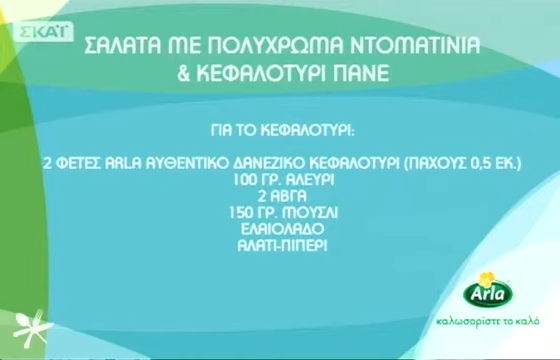 ΣΚΑΪ
ΣΑΛΑΤΑ ΜΕ ΠΟΛΥΧΡΩΜΑ ΝΤΟΜΑΤΙΝΙΑ
& ΚΕΦΑΛΟΤΥΡΙ ΠΑΝΕ
ΓΙΑ ΤΟ ΚΕΦΑΛΟΤΥΡΙ:
2 ΦΕΤΕΣ ARLA ΑΥΘΕΝΤΙΚΟ ΔΑΝΕΖΙΚΟ ΚΕΦΑΛΟΤΥΡΙ (ΠΑΧΟΥΣ 0,5 ΕΚ.)
100 ΓΡ. ΑΛΕΥΡΙ
2 ΑΒΓΑ
150 ΓΡ. ΜΟΥΣΛΙ
ΕΛΑΙΟΛΑΔΟ
ΑΛΑΤΙ-ΠΙΠΕΡΙ
Arla
καλωσορίστε το καλό